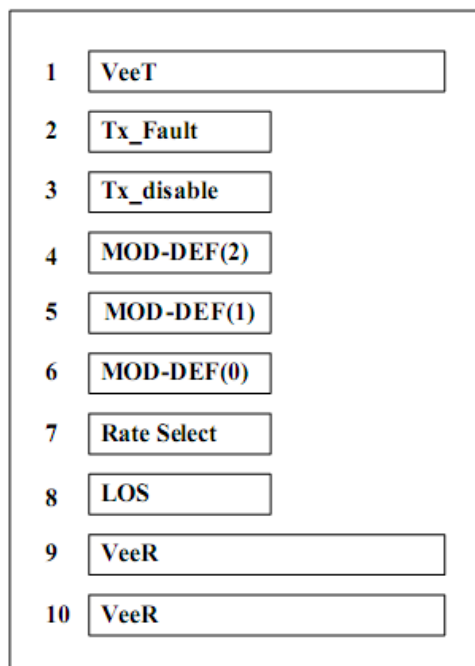 1 VeeT
2 Tx_Fault
3 Tx_disable
4 MOD-DEF(2)
5 MOD-DEF(1)
6 MOD-DEF(0)
7 Rate Select
8 LOS
9 VeeR
10 VeeR